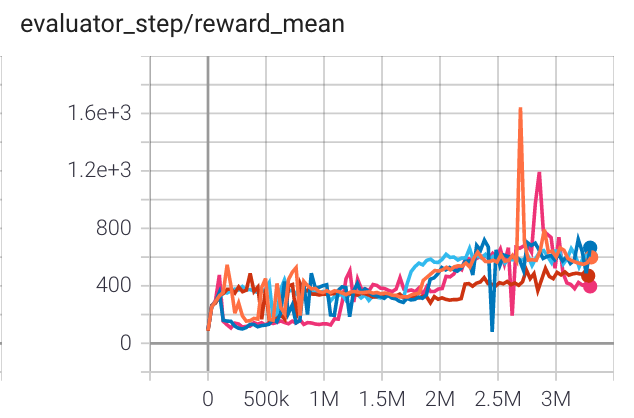 evaluator_step/reward_mean
1.6e+3
1.2e+3
800
400
0
0 500k 1M 1.5M 2M 2.5M 3M